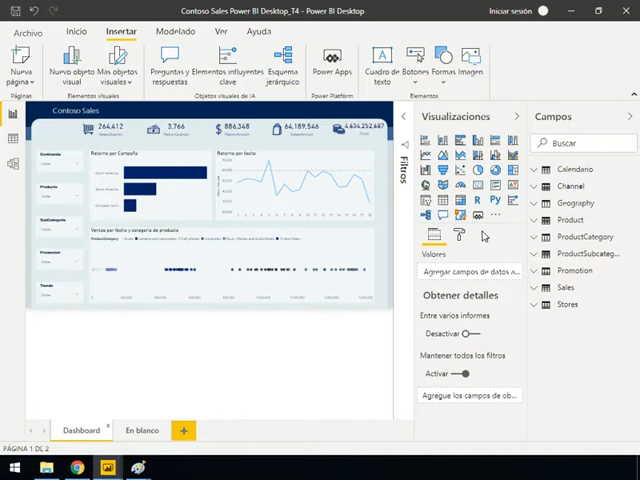 Contoso Sales Power BI Desktop_T4 - Power BI Desktop
Iniciar sesión
Archivo
Inicio
Insertar
Modelado
Ver
Ayuda
Nueva página
Nuevo objeto visual
Más objetos visuales
Preguntas y respuestas
Elementos influyentes clave
Esquema jerárquico
Power Apps
Cuadro de texto
Botones
Formas
Imagen
Páginas
Elementos visuales
Objetos visuales de IA
Power Platform
Elementos
Contoso Sales
264,412
3,766
$ 886,348
64,189,546
4,624,252,687
Continente
Producto
SubCategoria
Promocion
Tienda
Retorno por Compañia
Retorno por fecha
Ventas por fecha y categoría de producto
Filtros
Visualizaciones
Valores
Agregar campos de datos a...
Obtener detalles
Entre varios informes
Desactivar
Mantener todos los filtros
Activar
Agregue los campos de ob...
Campos
Buscar
Calendario
Channel
Geography
Product
ProductCategory
ProductSubcateg...
Promotion
Sales
Stores
Dashboard
En blanco
PÁGINA 1 DE 2